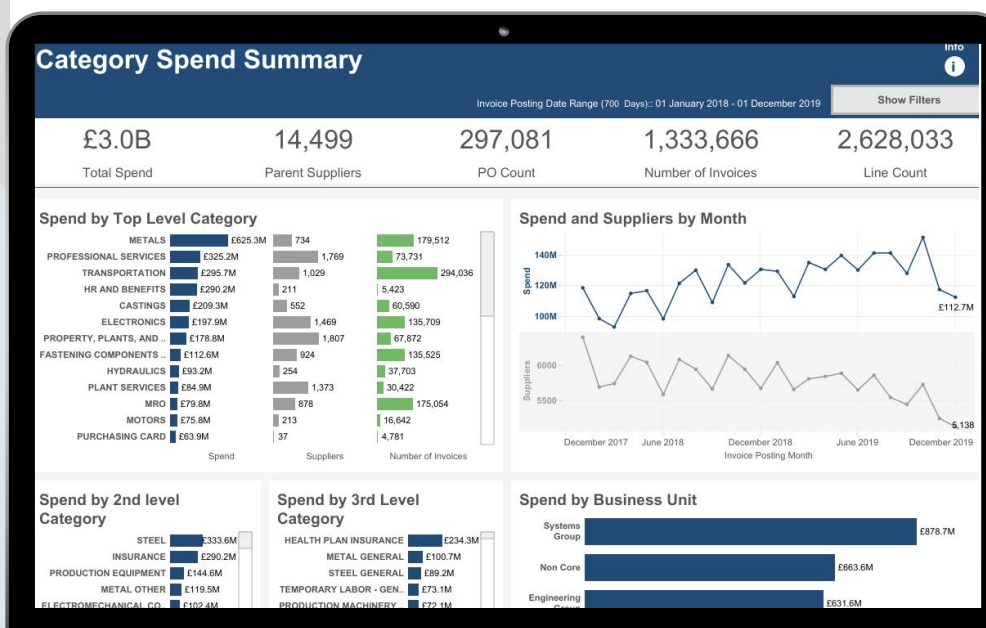 Category Spend Summary
Info
i
Invoice Posting Date Range (700 Days):: 01 January 2018 - 01 December 2019
Show Filters
£3.0B 14,499 297,081 1,333,666 2,628,033
Total Spend Parent Suppliers PO Count Number of Invoices Line Count
Spend by Top Level Category
METALS £625.3M 734 179,512
PROFESSIONAL SERVICES £325.2M 1,769 73,731
TRANSPORTATION £295.7M 1,029 294,036
HR AND BENEFITS £290.2M 211 5,423
CASTINGS £209.3M 552 60,590
ELECTRONICS £197.9M 1,469 135,709
PROPERTY, PLANTS, AND .. £178.8M 1,807 67,872
FASTENING COMPONENTS .. £112.6M 924 135,525
HYDRAULICS £93.2M 254 37,703
PLANT SERVICES £84.9M 1,373 30,422
MRO £79.8M 878 175,054
MOTORS £75.8M 213 16,642
PURCHASING CARD £63.9M 37 4,781
Spend Suppliers Number of Invoices
Spend and Suppliers by Month
Spend
140M
120M
100M
£112.7M
Suppliers
6000
5500
5,138
December 2017 June 2018 December 2018 June 2019 December 2019
Invoice Posting Month
Spend by 2nd level
Category
STEEL £333.6M
INSURANCE £290.2M
PRODUCTION EQUIPMENT £144.6M
METAL OTHER £119.5M
ELECTROMECHANICAL CO.. £102.4M
Spend by 3rd Level
Category
HEALTH PLAN INSURANCE £234.3M
METAL GENERAL £100.7M
STEEL GENERAL £89.2M
TEMPORARY LABOR - GEN.. £73.1M
PRODUCTION MACHINERY .. £72.1M
Spend by Business Unit
Systems
Group £878.7M
Non Core £663.6M
Engineering
Group £631.6M